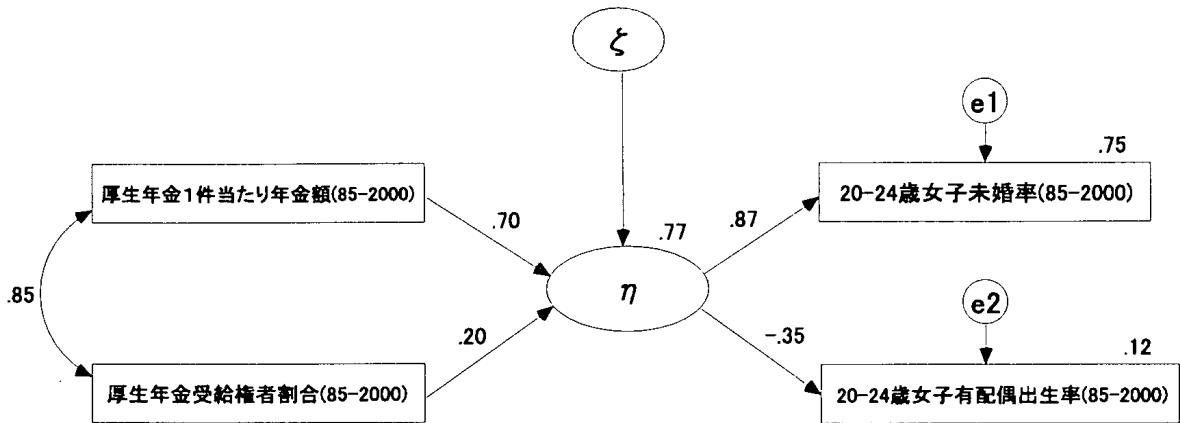 ζ
e1
.75
厚生年金1件当たり年金額(85-2000)
20-24歳女子未婚率(85-2000)
.70
.77
.87
.85
η
e2
.20
-.35
.12
厚生年金受給権者割合(85-2000)
20-24歳女子有配偶出生率(85-2000)